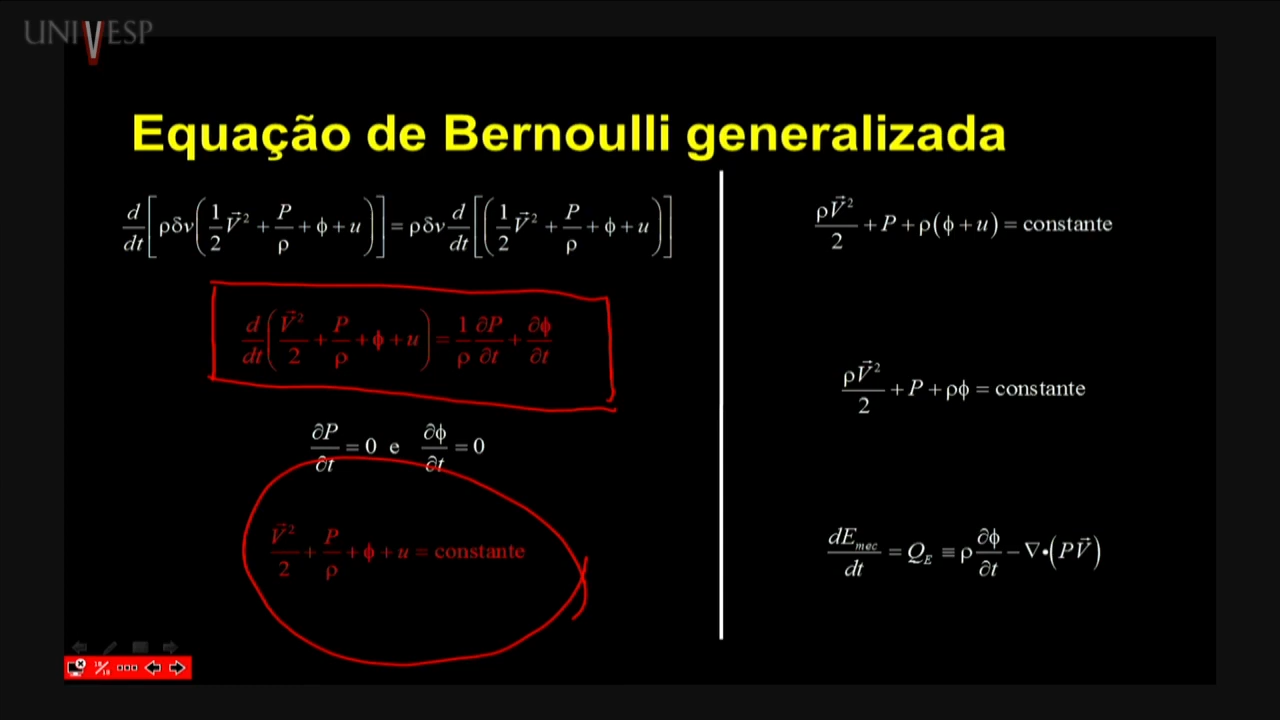 UNIVESP
Equação de Bernoulli generalizada
d/dt[ρδv(1/2 V⃗² + P/ρ + ϕ + u)] = ρδv d/dt[(1/2 V⃗² + P/ρ + ϕ + u)]
d/dt(V⃗²/2 + P/ρ + ϕ + u) = 1/ρ ∂P/∂t + ∂ϕ/∂t
∂P/∂t = 0 e ∂ϕ/∂t = 0
V⃗²/2 + P/ρ + ϕ + u = constante
ρV⃗²/2 + P + ρ(ϕ + u) = constante
ρV⃗²/2 + P + ρϕ = constante
dE_mec/dt = Q_E ≡ ρ ∂ϕ/∂t − ∇•(PV⃗)